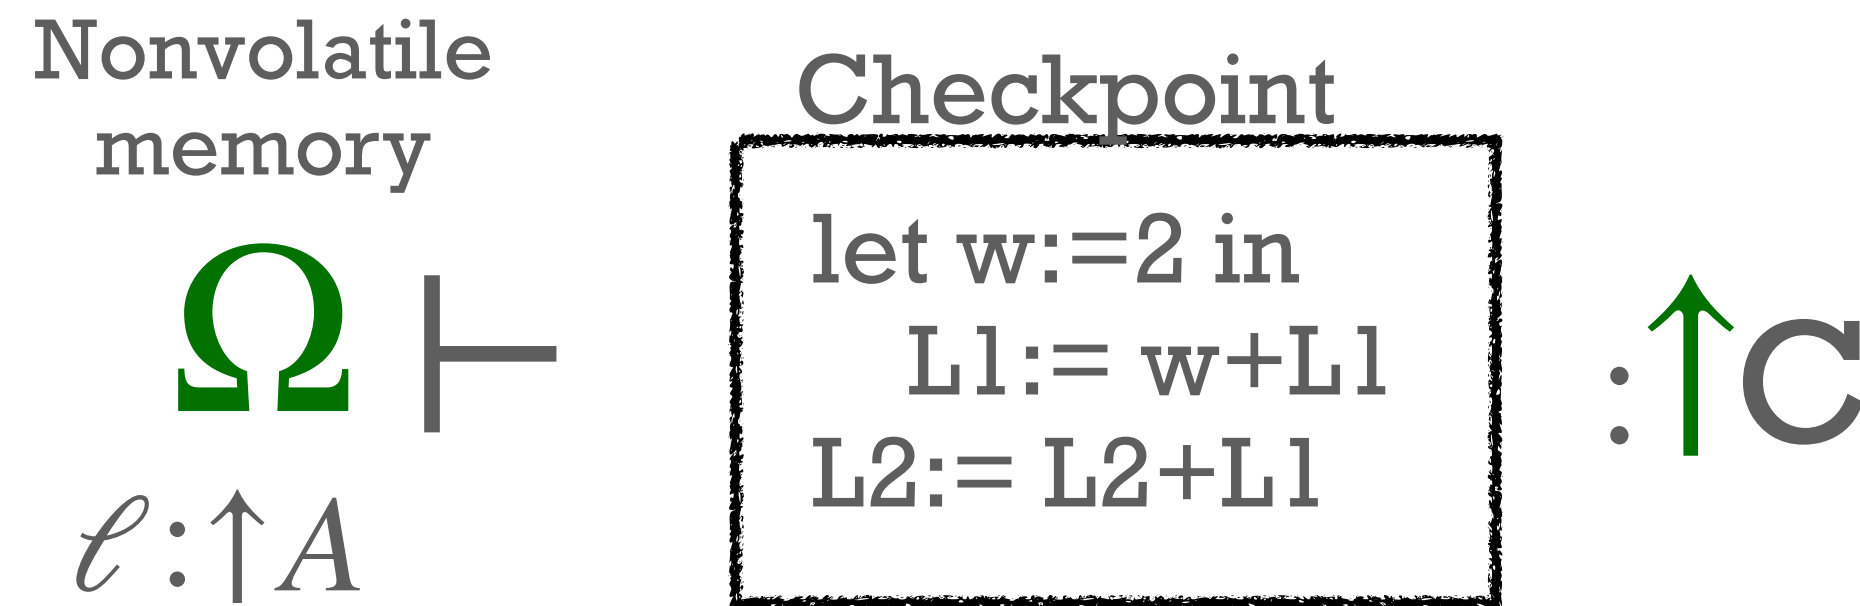 Nonvolatile
memory
Checkpoint
Ω ⊢
let w:=2 in
L1:= w+L1
L2:= L2+L1
:↑C
ℓ:↑A